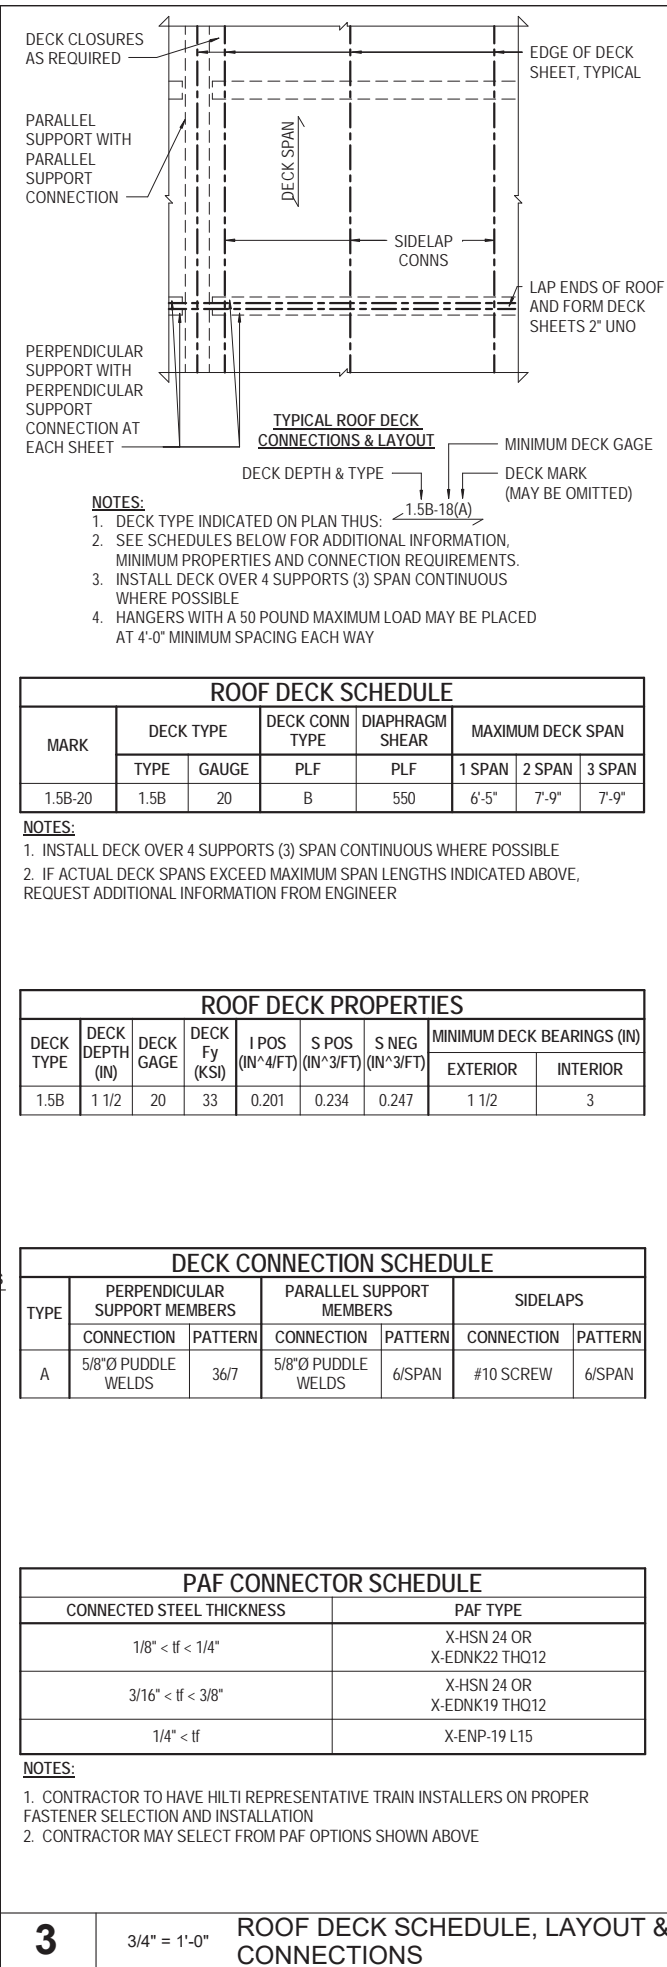 DECK CLOSURES
AS REQUIRED
EDGE OF DECK
SHEET, TYPICAL
PARALLEL
SUPPORT WITH
PARALLEL
SUPPORT
CONNECTION
DECK SPAN
SIDELAP
CONNS
LAP ENDS OF ROOF
AND FORM DECK
SHEETS 2" UNO
PERPENDICULAR
SUPPORT WITH
PERPENDICULAR
SUPPORT
CONNECTION AT
EACH SHEET
TYPICAL ROOF DECK
CONNECTIONS & LAYOUT
MINIMUM DECK GAGE
DECK DEPTH & TYPE
DECK MARK
(MAY BE OMITTED)
NOTES:
1. DECK TYPE INDICATED ON PLAN THUS: 1.5B-18(A)
2. SEE SCHEDULES BELOW FOR ADDITIONAL INFORMATION,
MINIMUM PROPERTIES AND CONNECTION REQUIREMENTS.
3. INSTALL DECK OVER 4 SUPPORTS (3) SPAN CONTINUOUS
WHERE POSSIBLE
4. HANGERS WITH A 50 POUND MAXIMUM LOAD MAY BE PLACED
AT 4'-0" MINIMUM SPACING EACH WAY
ROOF DECK SCHEDULE
MARK DECK TYPE DECK CONN TYPE DIAPHRAGM SHEAR MAXIMUM DECK SPAN
TYPE GAUGE PLF PLF 1 SPAN 2 SPAN 3 SPAN
1.5B-20 1.5B 20 B 550 6'-5" 7'-9" 7'-9"
NOTES:
1. INSTALL DECK OVER 4 SUPPORTS (3) SPAN CONTINUOUS WHERE POSSIBLE
2. IF ACTUAL DECK SPANS EXCEED MAXIMUM SPAN LENGTHS INDICATED ABOVE,
REQUEST ADDITIONAL INFORMATION FROM ENGINEER
ROOF DECK PROPERTIES
DECK TYPE DECK DEPTH (IN) DECK GAGE DECK Fy (KSI) I POS (IN^4/FT) S POS (IN^3/FT) S NEG (IN^3/FT) MINIMUM DECK BEARINGS (IN)
EXTERIOR INTERIOR
1.5B 1 1/2 20 33 0.201 0.234 0.247 1 1/2 3
DECK CONNECTION SCHEDULE
TYPE PERPENDICULAR SUPPORT MEMBERS PARALLEL SUPPORT MEMBERS SIDELAPS
CONNECTION PATTERN CONNECTION PATTERN CONNECTION PATTERN
A 5/8"Ø PUDDLE WELDS 36/7 5/8"Ø PUDDLE WELDS 6/SPAN #10 SCREW 6/SPAN
PAF CONNECTOR SCHEDULE
CONNECTED STEEL THICKNESS PAF TYPE
1/8" < tf < 1/4" X-HSN 24 OR X-EDNK22 THQ12
3/16" < tf < 3/8" X-HSN 24 OR X-EDNK19 THQ12
1/4" < tf X-ENP-19 L15
NOTES:
1. CONTRACTOR TO HAVE HILTI REPRESENTATIVE TRAIN INSTALLERS ON PROPER
FASTENER SELECTION AND INSTALLATION
2. CONTRACTOR MAY SELECT FROM PAF OPTIONS SHOWN ABOVE
3 3/4" = 1'-0" ROOF DECK SCHEDULE, LAYOUT &
CONNECTIONS